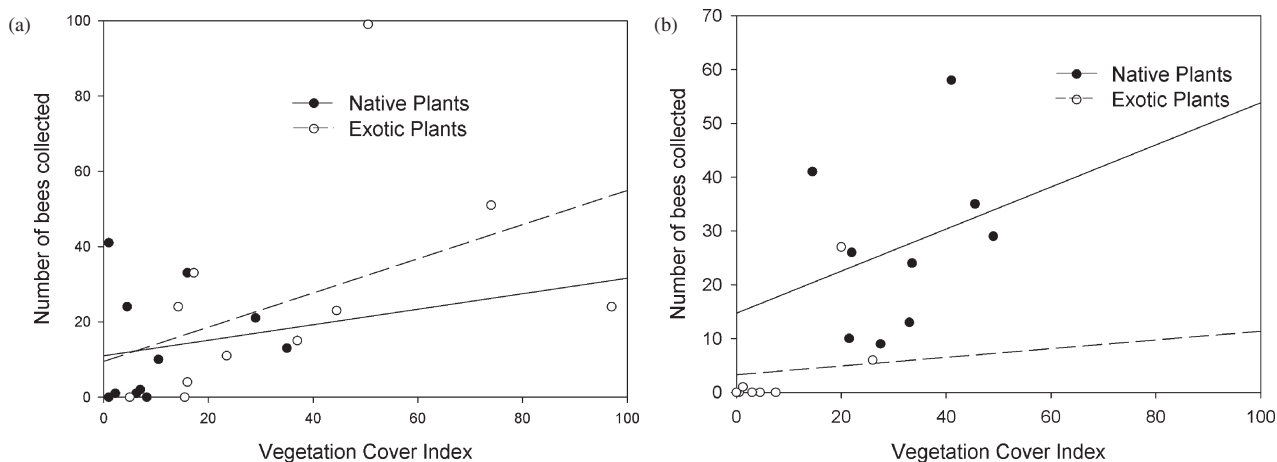 (a)
100
80
60
40
20
0
Number of bees collected
Native Plants
Exotic Plants
0 20 40 60 80 100
Vegetation Cover Index
(b)
70
60
50
40
30
20
10
0
Number of bees collected
Native Plants
Exotic Plants
0 20 40 60 80 100
Vegetation Cover Index